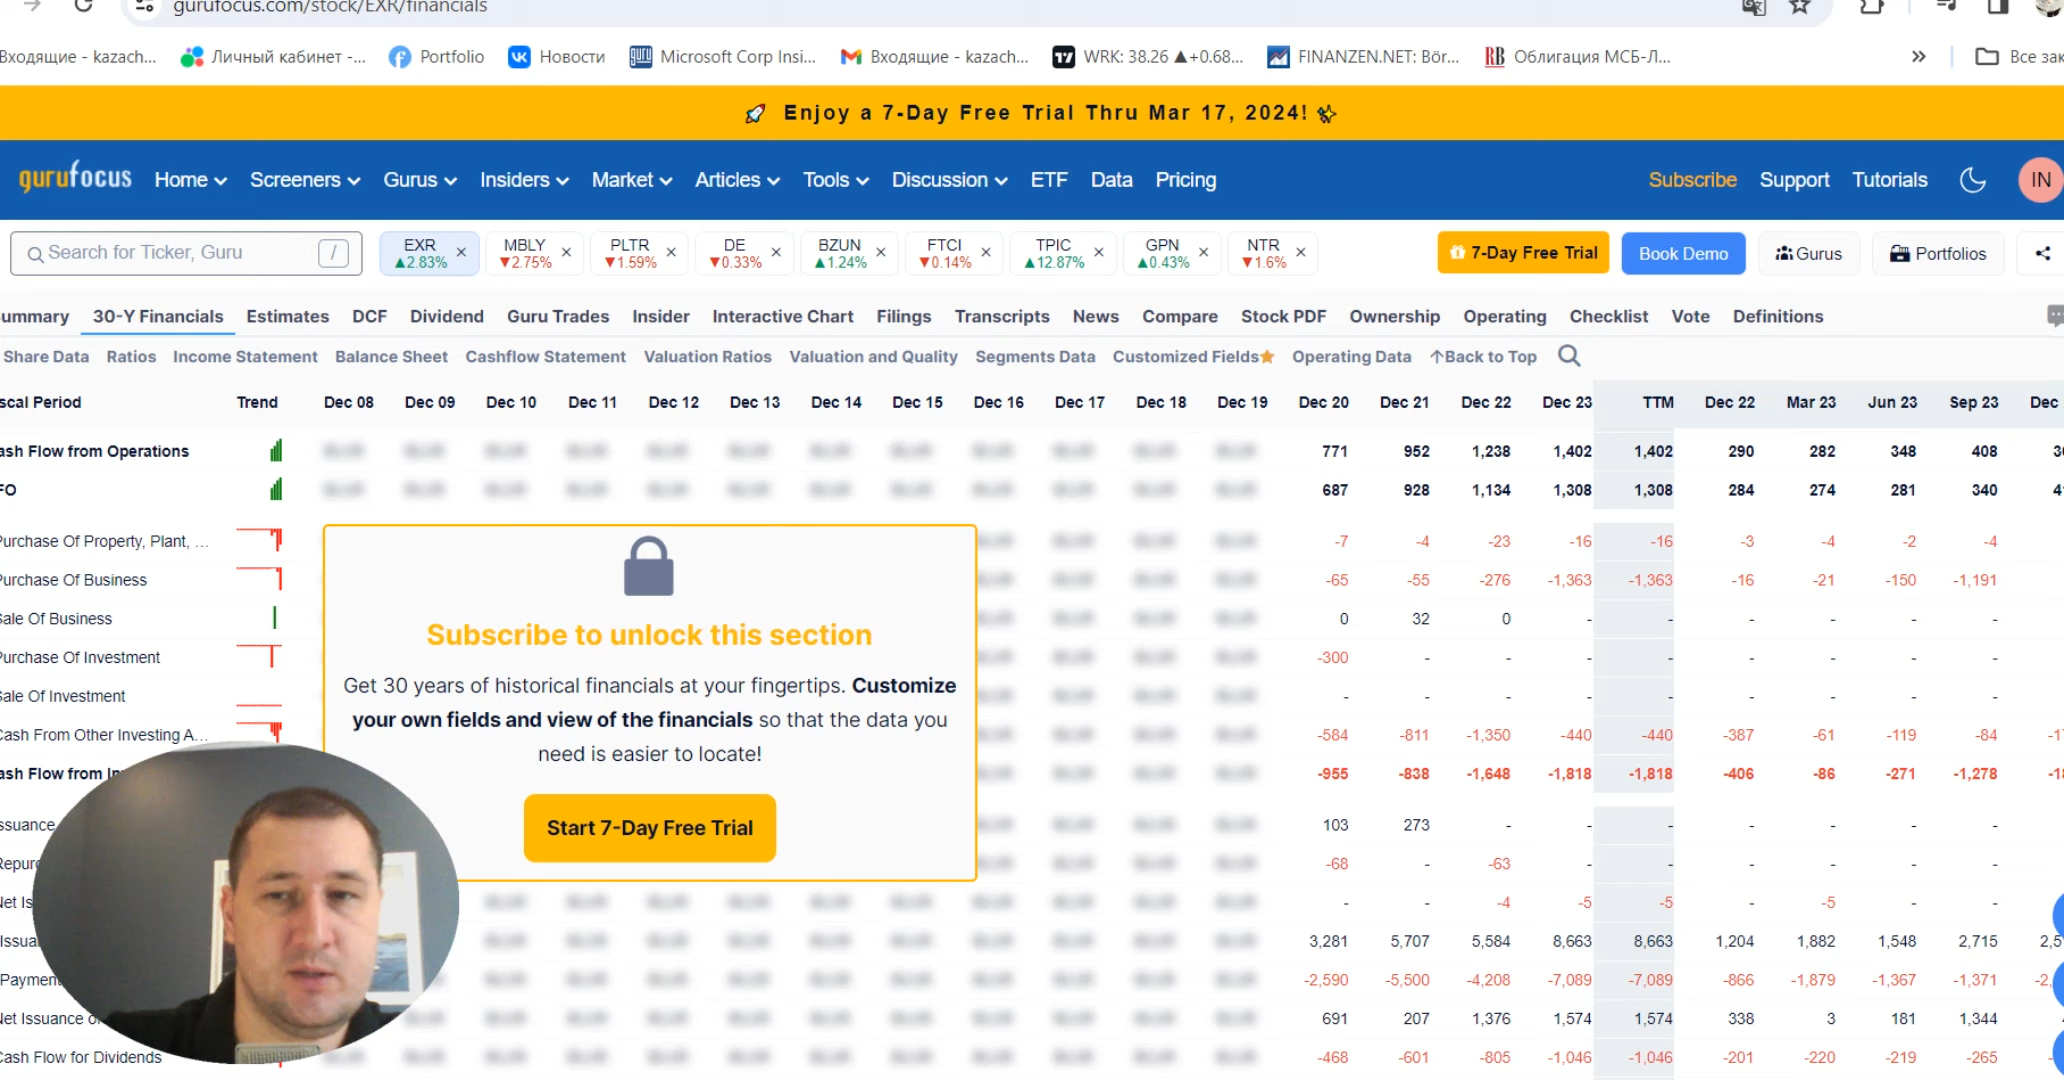 gurufocus.com/stock/EXR/financials
Входящие - kazach... Личный кабинет -... Portfolio Новости Microsoft Corp Insi... Входящие - kazach... WRK: 38.26 ▲+0.68... FINANZEN.NET: Bör... Облигация МСБ-Л... » Все зак
🚀 Enjoy a 7-Day Free Trial Thru Mar 17, 2024! ✨
gurufocus Home Screeners Gurus Insiders Market Articles Tools Discussion ETF Data Pricing Subscribe Support Tutorials IN
Search for Ticker, Guru / EXR × MBLY × PLTR × DE × BZUN × FTCI × TPIC × GPN × NTR × 7-Day Free Trial Book Demo Gurus Portfolios
▲2.83% ▼2.75% ▼1.59% ▼0.33% ▲1.24% ▼0.14% ▲12.87% ▲0.43% ▼1.6%
ummary 30-Y Financials Estimates DCF Dividend Guru Trades Insider Interactive Chart Filings Transcripts News Compare Stock PDF Ownership Operating Checklist Vote Definitions
Share Data Ratios Income Statement Balance Sheet Cashflow Statement Valuation Ratios Valuation and Quality Segments Data Customized Fields Operating Data ↑Back to Top
scal Period Trend Dec 08 Dec 09 Dec 10 Dec 11 Dec 12 Dec 13 Dec 14 Dec 15 Dec 16 Dec 17 Dec 18 Dec 19 Dec 20 Dec 21 Dec 22 Dec 23 TTM Dec 22 Mar 23 Jun 23 Sep 23 Dec
ash Flow from Operations 771 952 1,238 1,402 1,402 290 282 348 408
FO 687 928 1,134 1,308 1,308 284 274 281 340
Purchase Of Property, Plant, ... -7 -4 -23 -16 -16 -3 -4 -2 -4
Purchase Of Business -65 -55 -276 -1,363 -1,363 -16 -21 -150 -1,191
Sale Of Business 0 32 0 - - - - - -
Purchase Of Investment -300 - - - - - - - -
Sale Of Investment - - - - - - - - -
Cash From Other Investing A... -584 -811 -1,350 -440 -440 -387 -61 -119 -84
ash Flow from In -955 -838 -1,648 -1,818 -1,818 -406 -86 -271 -1,278
ssuance 103 273 - - - - - - -
Repurc -68 - -63 - - - - - -
Net Is - - -4 -5 -5 - -5 - -
Issua 3,281 5,707 5,584 8,663 8,663 1,204 1,882 1,548 2,715
Payment -2,590 -5,500 -4,208 -7,089 -7,089 -866 -1,879 -1,367 -1,371
Net Issuance o 691 207 1,376 1,574 1,574 338 3 181 1,344
Cash Flow for Dividends -468 -601 -805 -1,046 -1,046 -201 -220 -219 -265
Subscribe to unlock this section
Get 30 years of historical financials at your fingertips. Customize
your own fields and view of the financials so that the data you
need is easier to locate!
Start 7-Day Free Trial